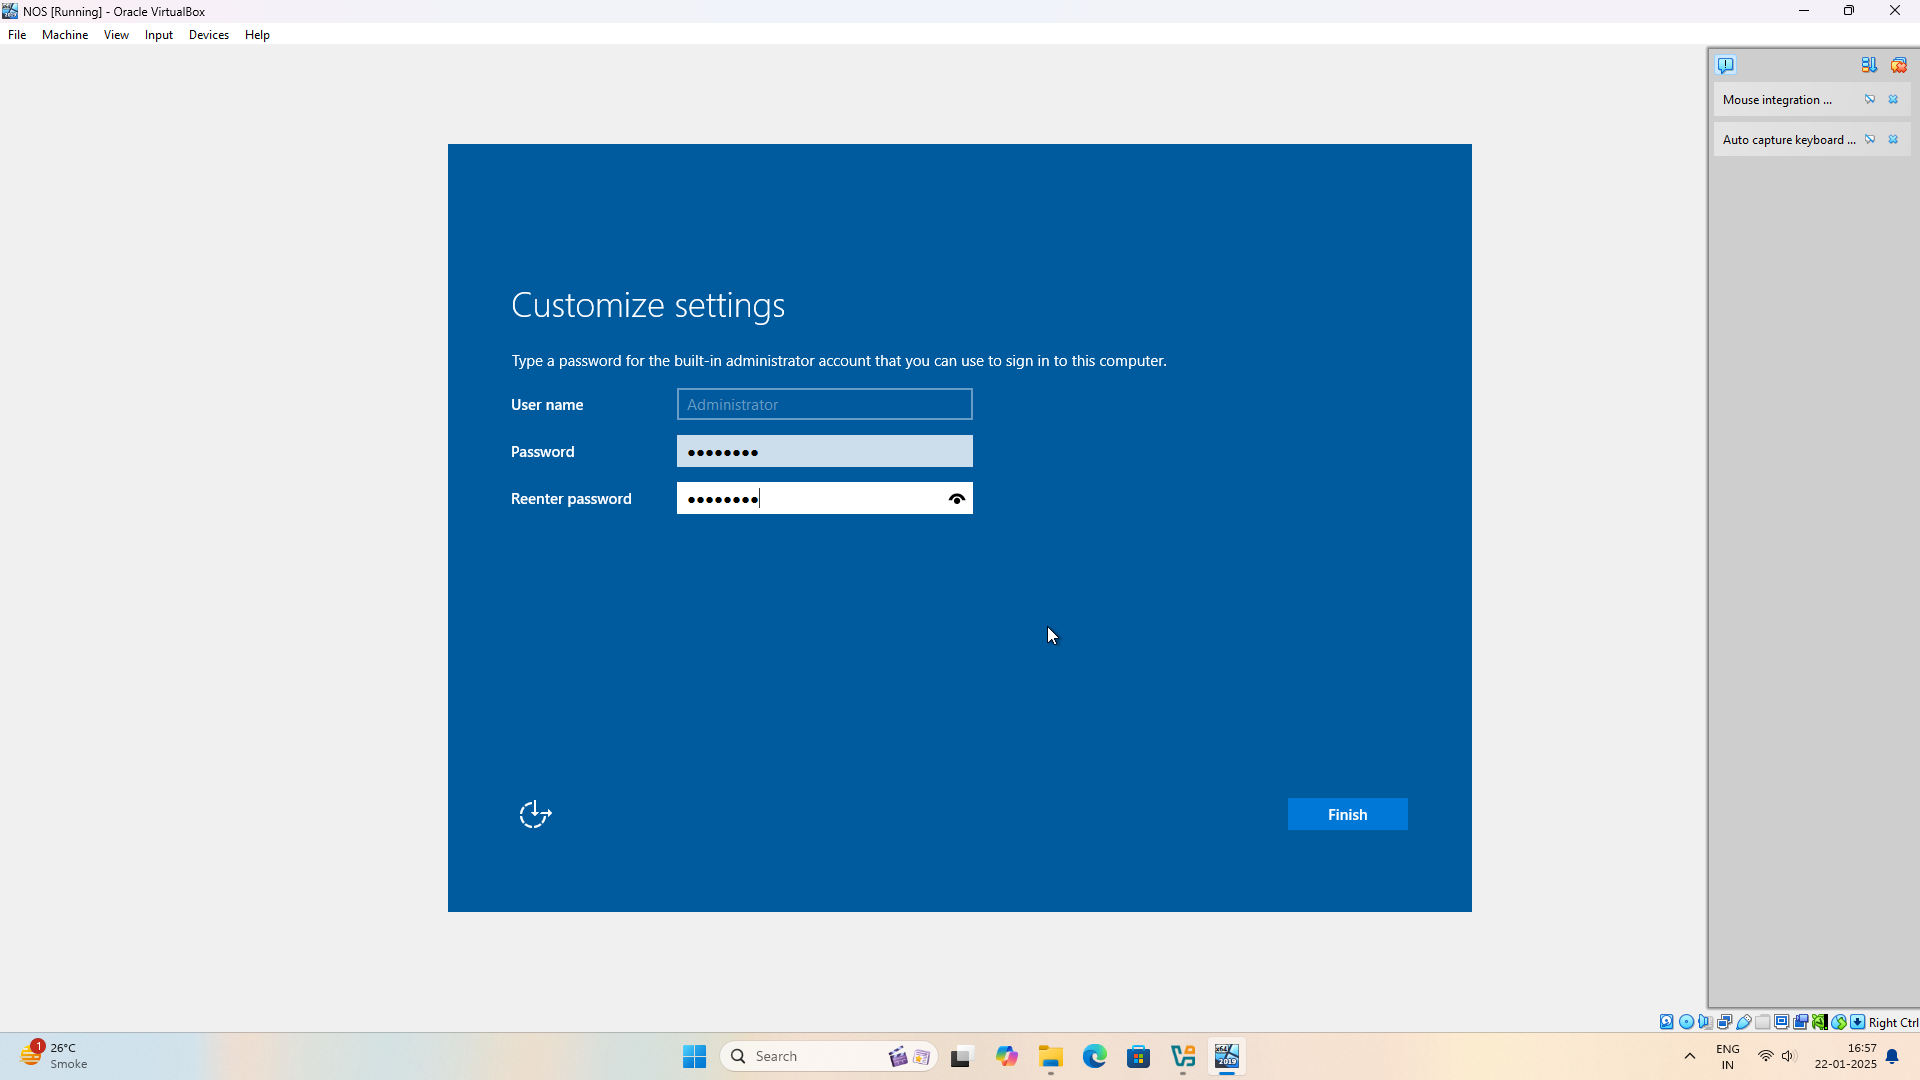 NOS [Running] - Oracle VirtualBox
File Machine View Input Devices Help
Mouse integration ...
Auto capture keyboard ...
Customize settings
Type a password for the built-in administrator account that you can use to sign in to this computer.
User name
Administrator
Password
●●●●●●●●
Reenter password
●●●●●●●●
Finish
Right Ctrl
1
26°C
Smoke
Search
x64
2019
ENG
IN
16:57
22-01-2025